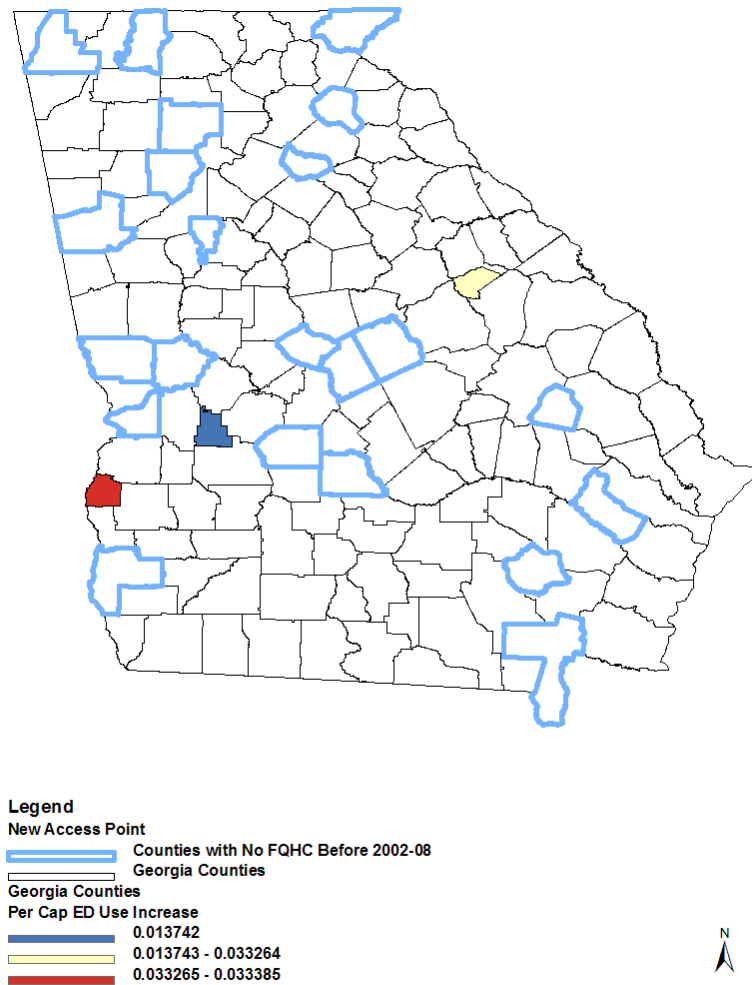 Legend
New Access Point
Counties with No FQHC Before 2002-08
Georgia Counties
Georgia Counties
Per Cap ED Use Increase
0.013742
0.013743 - 0.033264
0.033265 - 0.033385
N